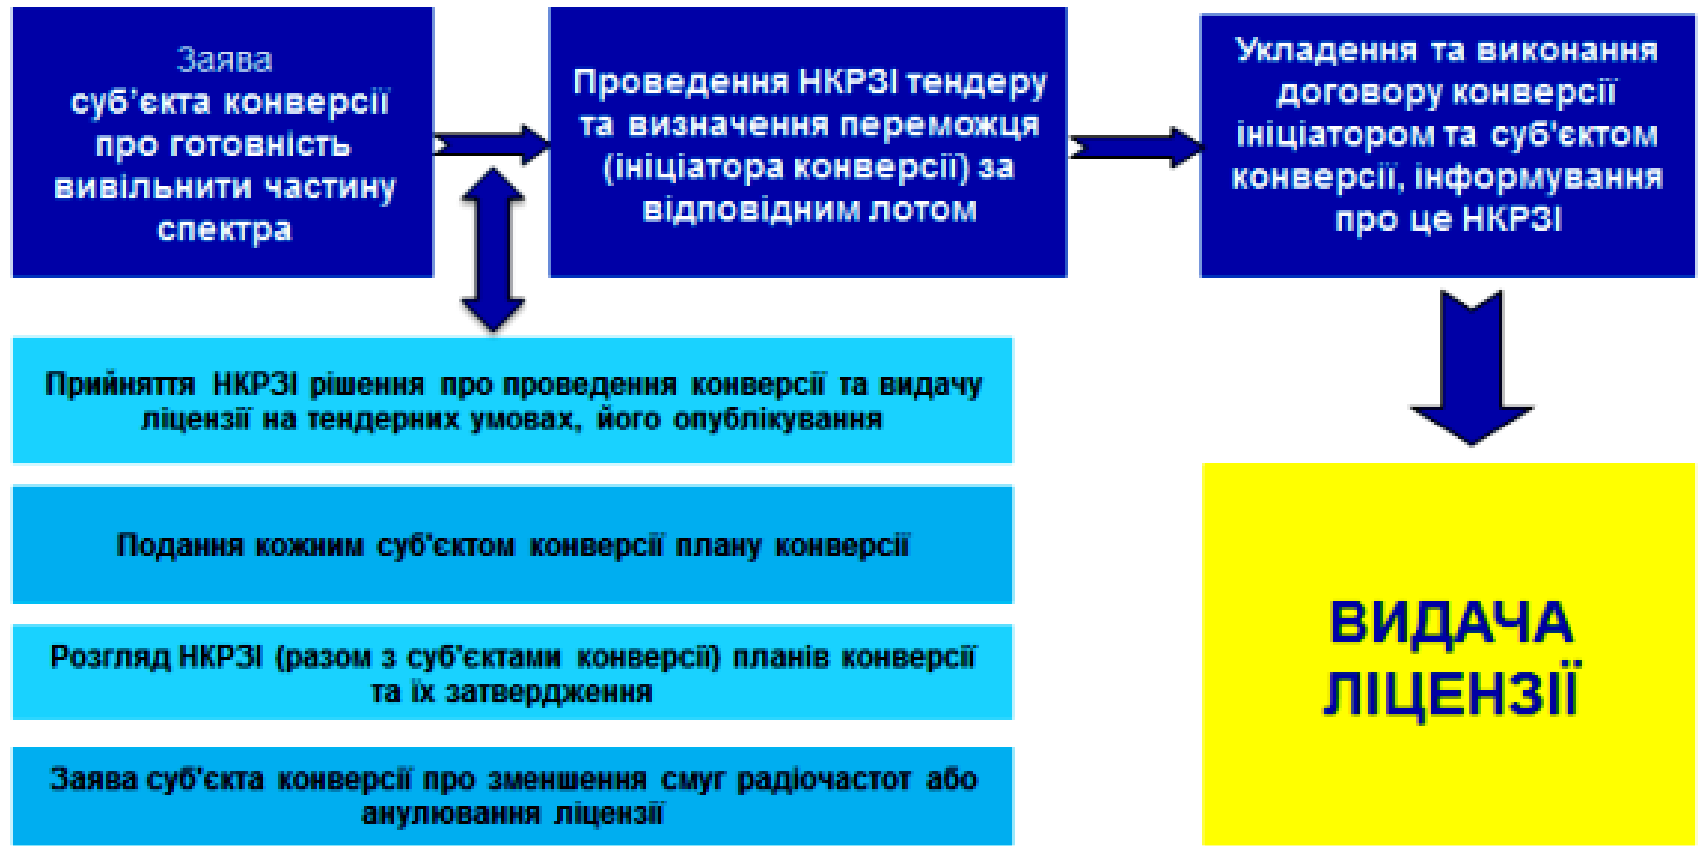 Заява
суб’єкта конверсії
про готовність
вивільнити частину
спектра
Проведення НКРЗІ тендеру
та визначення переможця
(ініціатора конверсії) за
відповідним лотом
Укладення та виконання
договору конверсії
ініціатором та суб'єктом
конверсії, інформування
про це НКРЗІ
Прийняття НКРЗІ рішення про проведення конверсії та видачу
ліцензії на тендерних умовах, його опублікування
Подання кожним суб'єктом конверсії плану конверсії
Розгляд НКРЗІ (разом з суб'єктами конверсії) планів конверсії
та їх затвердження
Заява суб'єкта конверсії про зменшення смуг радіочастот або
анулювання ліцензії
ВИДАЧА
ЛІЦЕНЗІЇ